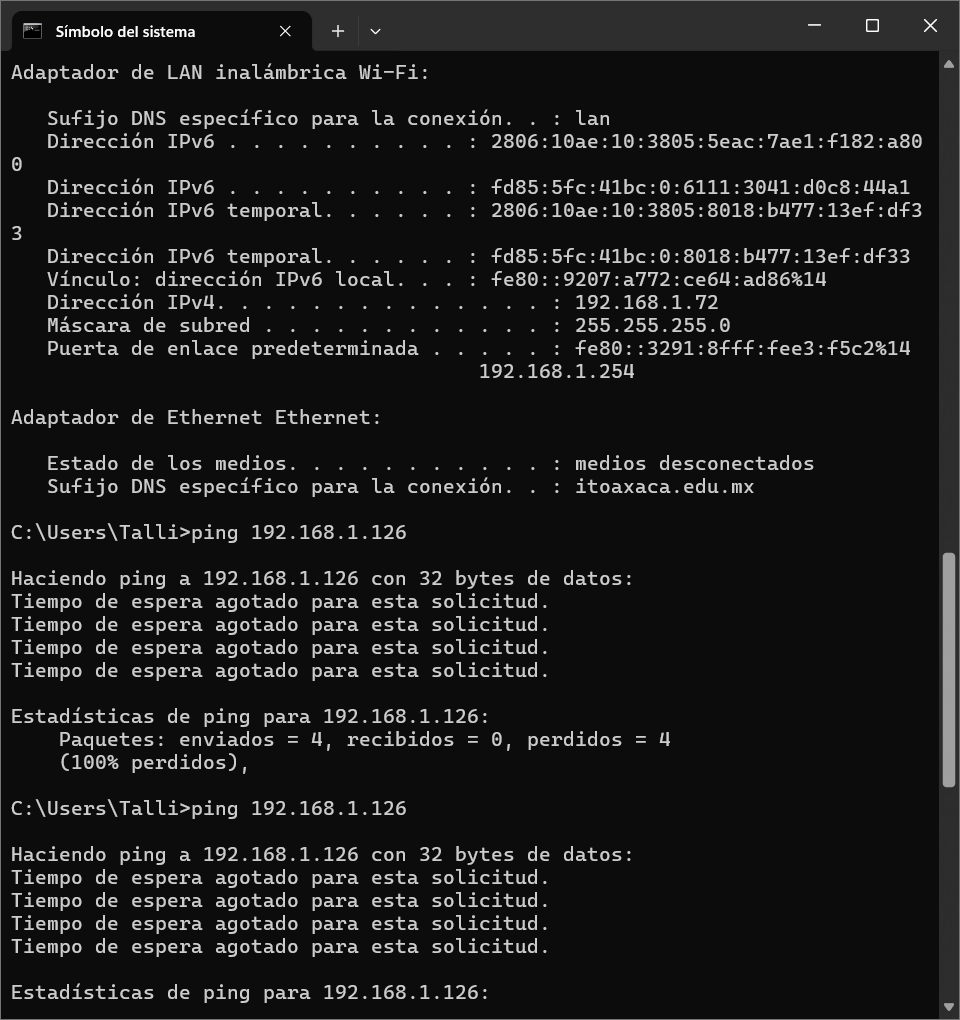 Símbolo del sistema
Adaptador de LAN inalámbrica Wi-Fi:
Sufijo DNS específico para la conexión. . : lan
Dirección IPv6 . . . . . . . . . . : 2806:10ae:10:3805:5eac:7ae1:f182:a80
0
Dirección IPv6 . . . . . . . . . . : fd85:5fc:41bc:0:6111:3041:d0c8:44a1
Dirección IPv6 temporal. . . . . . : 2806:10ae:10:3805:8018:b477:13ef:df3
3
Dirección IPv6 temporal. . . . . . : fd85:5fc:41bc:0:8018:b477:13ef:df33
Vínculo: dirección IPv6 local. . . : fe80::9207:a772:ce64:ad86%14
Dirección IPv4. . . . . . . . . . . . . . : 192.168.1.72
Máscara de subred . . . . . . . . . . . . : 255.255.255.0
Puerta de enlace predeterminada . . . . . : fe80::3291:8fff:fee3:f5c2%14
192.168.1.254
Adaptador de Ethernet Ethernet:
Estado de los medios. . . . . . . . . . . : medios desconectados
Sufijo DNS específico para la conexión. . : itoaxaca.edu.mx
C:\Users\Talli>ping 192.168.1.126
Haciendo ping a 192.168.1.126 con 32 bytes de datos:
Tiempo de espera agotado para esta solicitud.
Tiempo de espera agotado para esta solicitud.
Tiempo de espera agotado para esta solicitud.
Tiempo de espera agotado para esta solicitud.
Estadísticas de ping para 192.168.1.126:
Paquetes: enviados = 4, recibidos = 0, perdidos = 4
(100% perdidos),
C:\Users\Talli>ping 192.168.1.126
Haciendo ping a 192.168.1.126 con 32 bytes de datos:
Tiempo de espera agotado para esta solicitud.
Tiempo de espera agotado para esta solicitud.
Tiempo de espera agotado para esta solicitud.
Tiempo de espera agotado para esta solicitud.
Estadísticas de ping para 192.168.1.126: